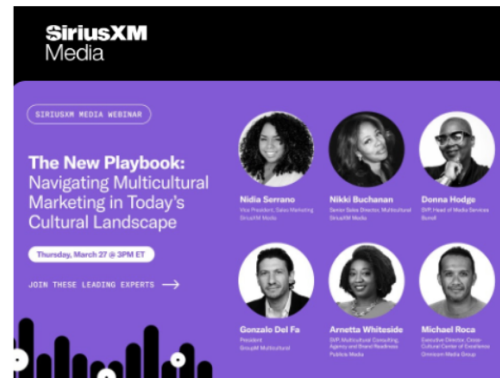 SiriusXM
Media
SIRIUSXM MEDIA WEBINAR
The New Playbook:
Navigating Multicultural
Marketing in Today's
Cultural Landscape
Thursday, March 27 @ 3PM ET
JOIN THESE LEADING EXPERTS
Nidia Serrano
Vice President, Sales Marketing
SiriusXM Media
Nikki Buchanan
Senior Sales Director, Multicultural
SiriusXM Media
Donna Hodge
SVP, Head of Media Services
Gonzalo Del Fa
President
GroupM Multicultural
Arnetta Whiteside
SVP, Multicultural Consulting,
Agency and Brand Readiness
Publicis Media
Michael Roca
Executive Director, Cross-
Cultural Center of Excellence
Omnicom Media Group